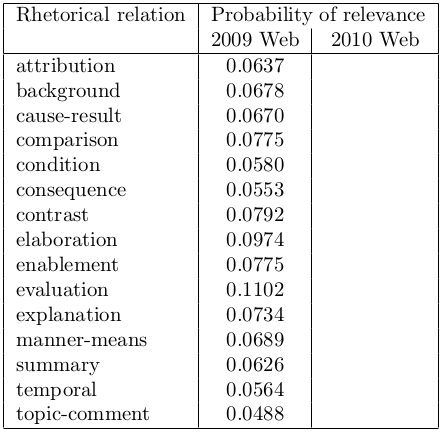 Rhetorical relation Probability of relevance
2009 Web 2010 Web
attribution 0.0637
background 0.0678
cause-result 0.0670
comparison 0.0775
condition 0.0580
consequence 0.0553
contrast 0.0792
elaboration 0.0974
enablement 0.0775
evaluation 0.1102
explanation 0.0734
manner-means 0.0689
summary 0.0626
temporal 0.0564
topic-comment 0.0488